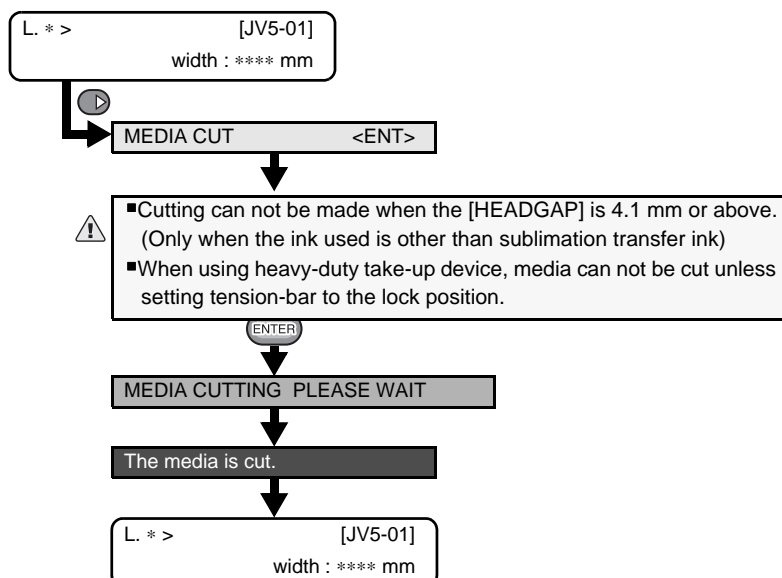 L. * > [JV5-01]
width : **** mm
MEDIA CUT <ENT>
■Cutting can not be made when the [HEADGAP] is 4.1 mm or above.
(Only when the ink used is other than sublimation transfer ink)
■When using heavy-duty take-up device, media can not be cut unless
setting tension-bar to the lock position.
ENTER
MEDIA CUTTING PLEASE WAIT
The media is cut.
L. * > [JV5-01]
width : **** mm